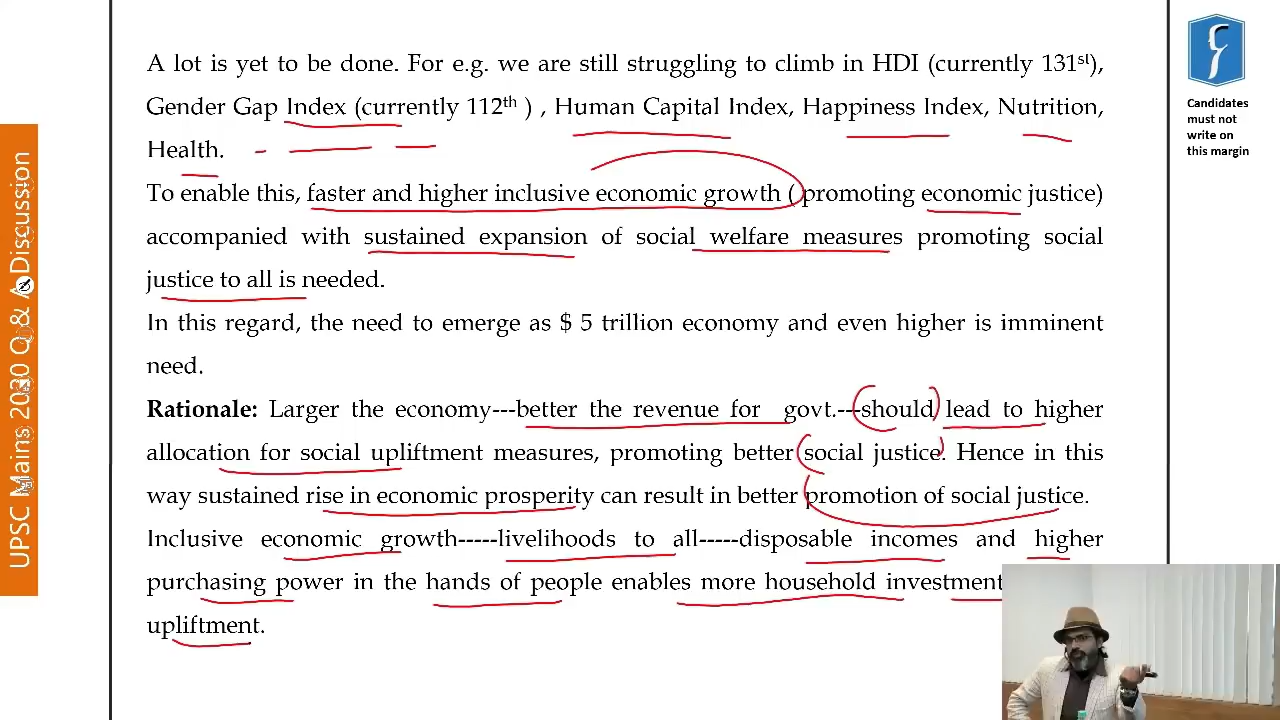 A lot is yet to be done. For e.g. we are still struggling to climb in HDI (currently 131st),
Gender Gap Index (currently 112th ) , Human Capital Index, Happiness Index, Nutrition,
Health.
To enable this, faster and higher inclusive economic growth ( promoting economic justice)
accompanied with sustained expansion of social welfare measures promoting social
justice to all is needed.
In this regard, the need to emerge as $ 5 trillion economy and even higher is imminent
need.
Rationale: Larger the economy---better the revenue for govt.---should lead to higher
allocation for social upliftment measures, promoting better social justice. Hence in this
way sustained rise in economic prosperity can result in better promotion of social justice.
Inclusive economic growth-----livelihoods to all-----disposable incomes and higher
purchasing power in the hands of people enables more household investment
upliftment.
Candidates
must not
write on
this margin
UPSC Mains 2020 Q & A Discussion